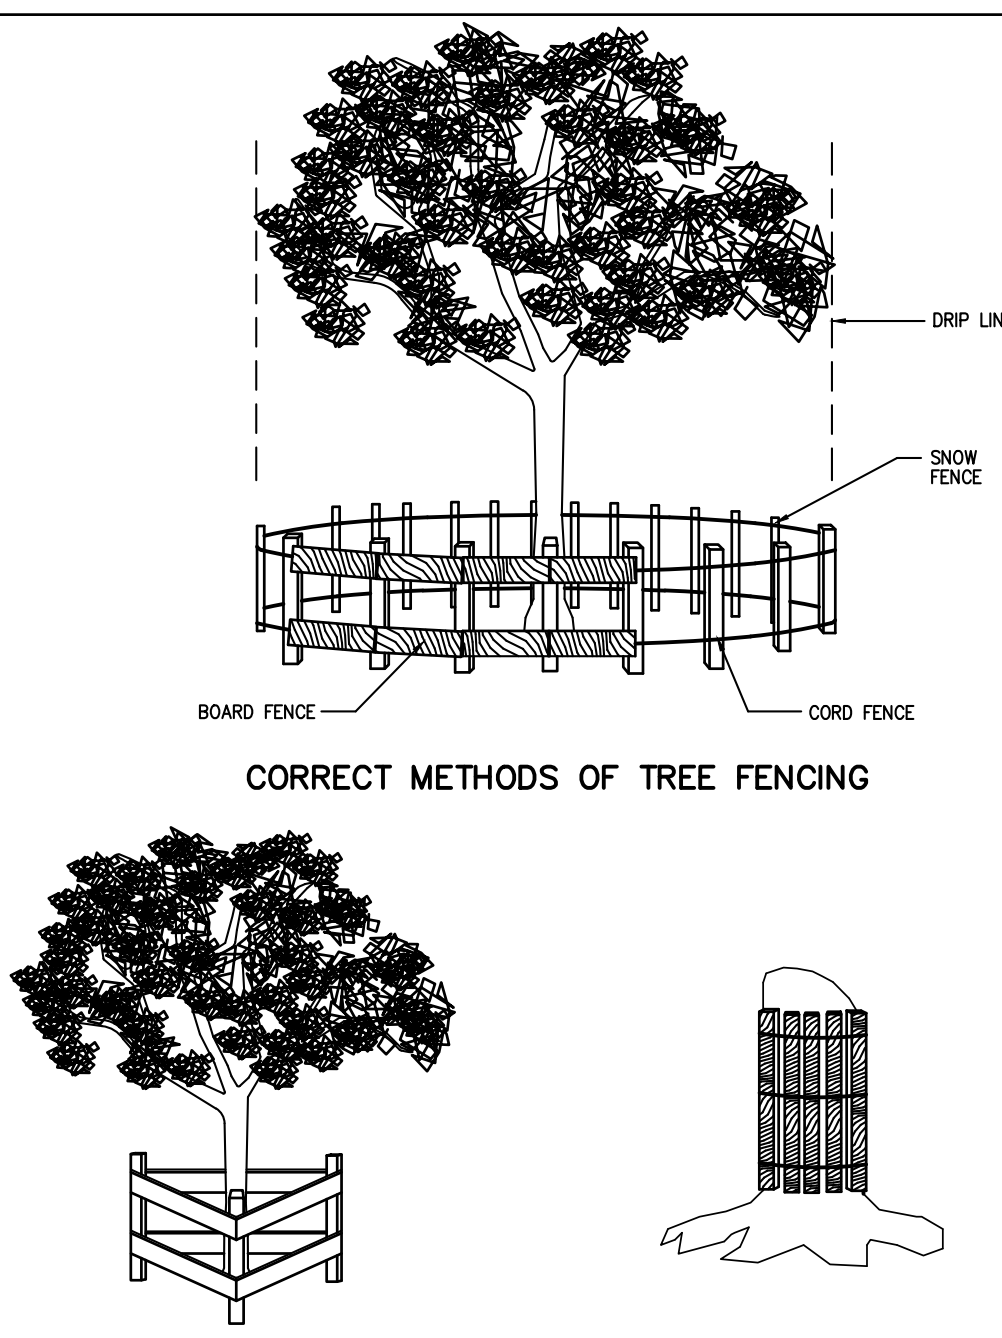 DRIP LIN
SNOW
FENCE
BOARD FENCE
CORD FENCE
CORRECT METHODS OF TREE FENCING